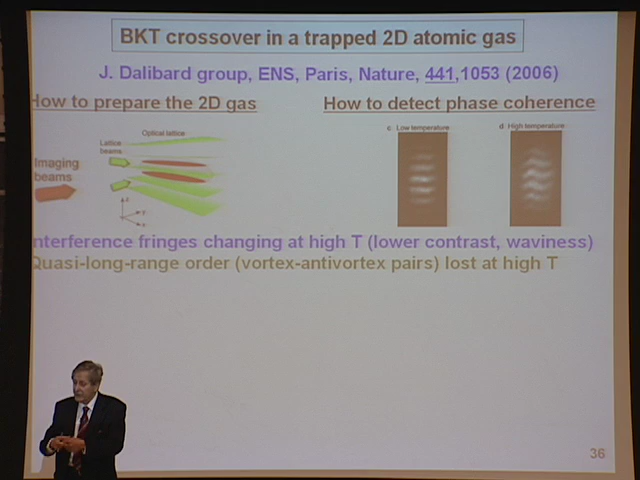 BKT crossover in a trapped 2D atomic gas
J. Dalibard group, ENS, Paris, Nature, 441,1053 (2006)
How to prepare the 2D gas
How to detect phase coherence
Optical lattice
Lattice
beams
Imaging
beams
z
y
x
c Low temperature
d High temperature
nterference fringes changing at high T (lower contrast, waviness)
Quasi-long-range order (vortex-antivortex pairs) lost at high T
36